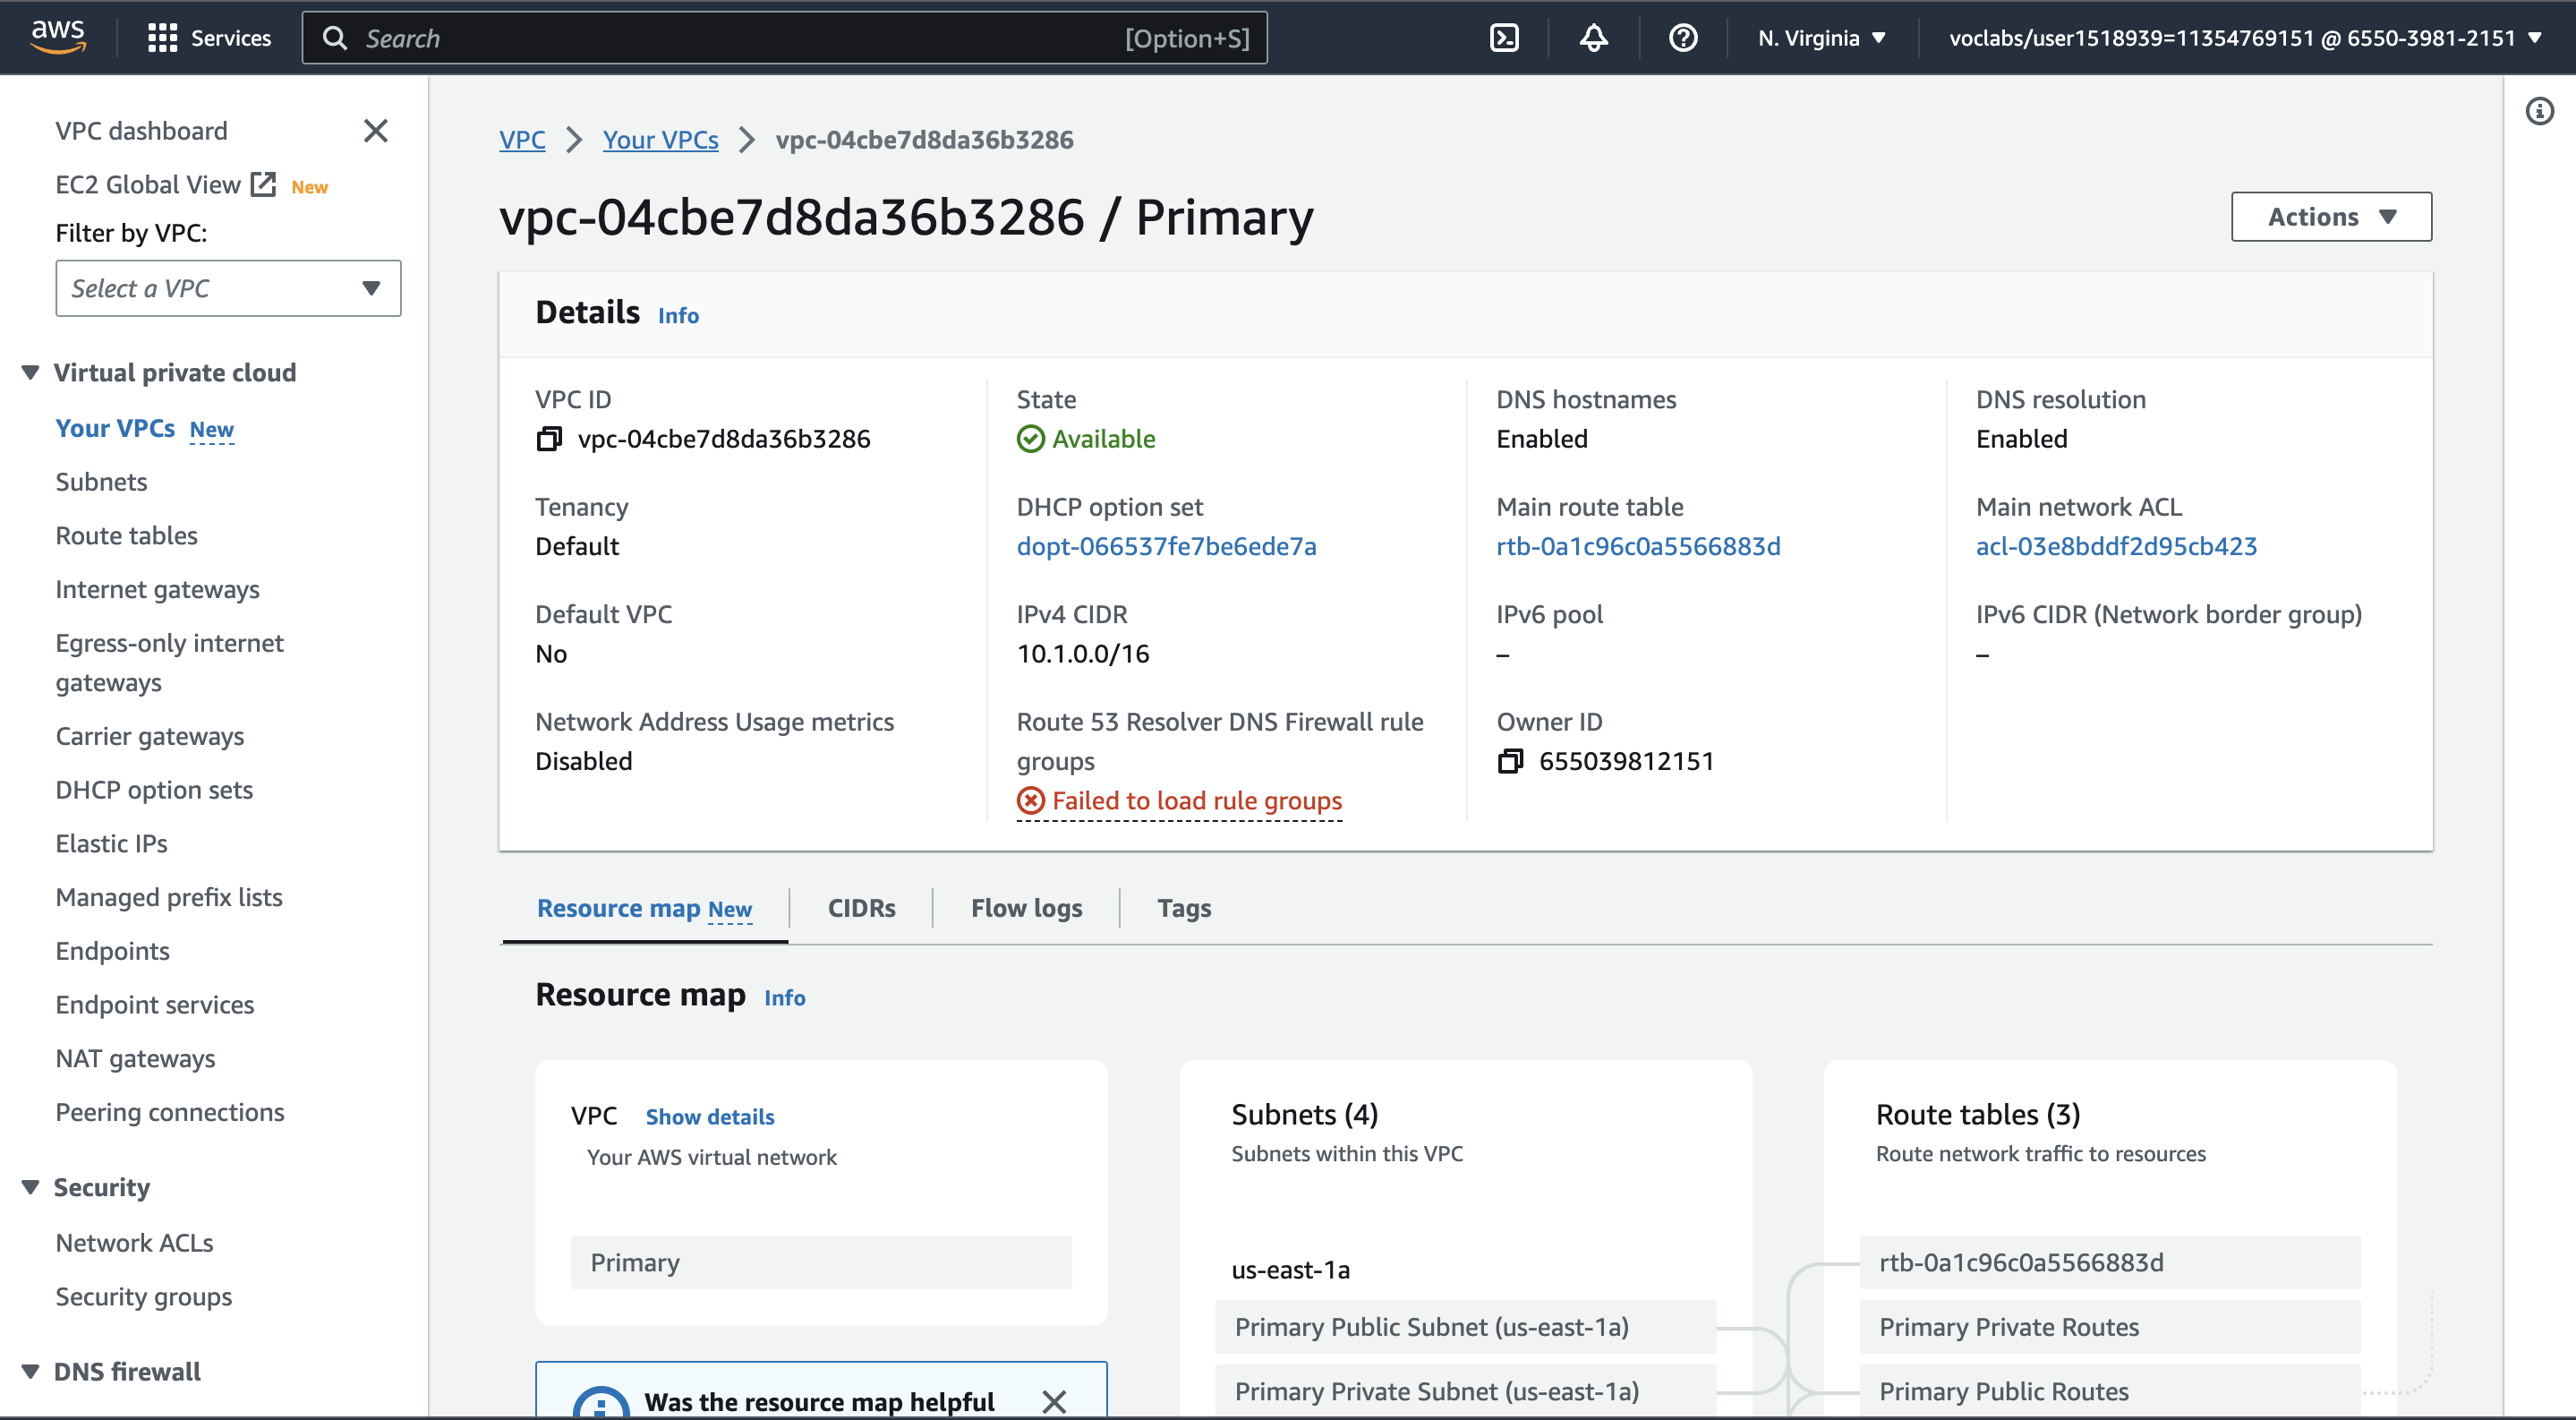 aws
Services
Search
[Option+S]
N. Virginia
voclabs/user1518939=11354769151 @ 6550-3981-2151
VPC dashboard
EC2 Global View New
Filter by VPC:
Select a VPC
Virtual private cloud
Your VPCs New
Subnets
Route tables
Internet gateways
Egress-only internet
gateways
Carrier gateways
DHCP option sets
Elastic IPs
Managed prefix lists
Endpoints
Endpoint services
NAT gateways
Peering connections
Security
Network ACLs
Security groups
DNS firewall
VPC
Your VPCs
vpc-04cbe7d8da36b3286
vpc-04cbe7d8da36b3286 / Primary
Actions
Details Info
VPC ID
vpc-04cbe7d8da36b3286
State
Available
DNS hostnames
Enabled
DNS resolution
Enabled
Tenancy
Default
DHCP option set
dopt-066537fe7be6ede7a
Main route table
rtb-0a1c96c0a5566883d
Main network ACL
acl-03e8bddf2d95cb423
Default VPC
No
IPv4 CIDR
10.1.0.0/16
IPv6 pool
–
IPv6 CIDR (Network border group)
–
Network Address Usage metrics
Disabled
Route 53 Resolver DNS Firewall rule
groups
Failed to load rule groups
Owner ID
655039812151
Resource map New
CIDRs
Flow logs
Tags
Resource map Info
VPC Show details
Your AWS virtual network
Primary
Was the resource map helpful
Subnets (4)
Subnets within this VPC
us-east-1a
Primary Public Subnet (us-east-1a)
Primary Private Subnet (us-east-1a)
Route tables (3)
Route network traffic to resources
rtb-0a1c96c0a5566883d
Primary Private Routes
Primary Public Routes